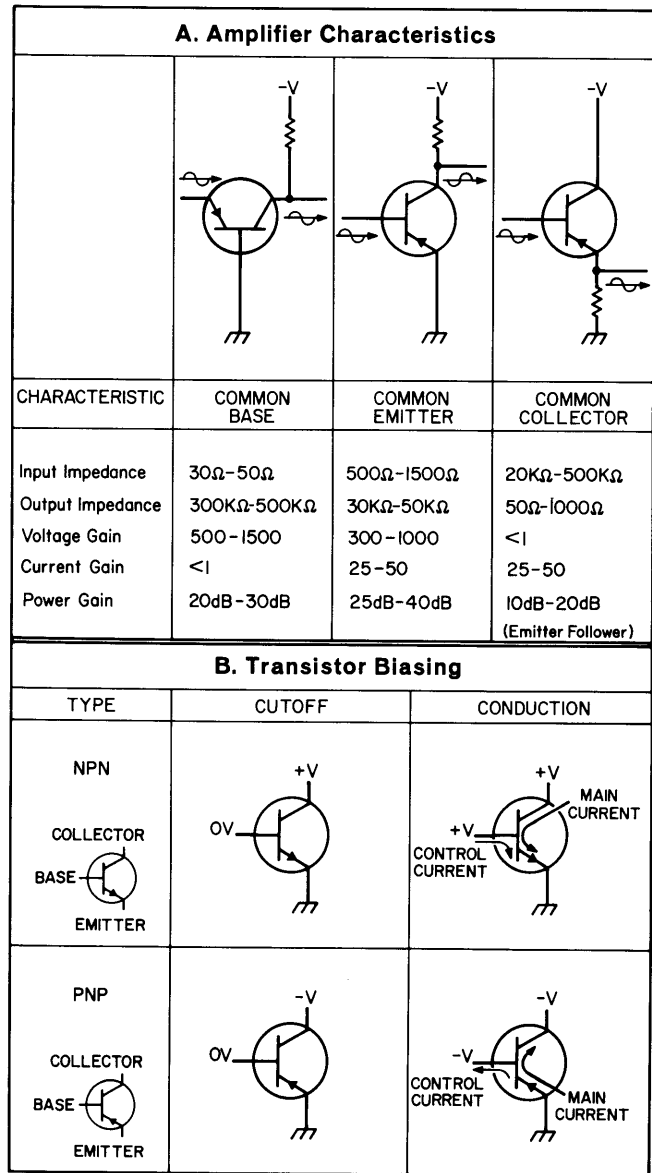 A. Amplifier Characteristics
-V
-V
-V
CHARACTERISTIC
COMMON
BASE
COMMON
EMITTER
COMMON
COLLECTOR
Input Impedance 30Ω-50Ω 500Ω-1500Ω 20KΩ-500KΩ
Output Impedance 300KΩ-500KΩ 30KΩ-50KΩ 50Ω-1000Ω
Voltage Gain 500-1500 300-1000 <1
Current Gain <1 25-50 25-50
Power Gain 20dB-30dB 25dB-40dB 10dB-20dB
(Emitter Follower)
B. Transistor Biasing
TYPE CUTOFF CONDUCTION
NPN
COLLECTOR
BASE
EMITTER
+V
OV
+V
+V
MAIN
CURRENT
CONTROL
CURRENT
PNP
COLLECTOR
BASE
EMITTER
-V
OV
-V
-V
CONTROL
CURRENT
MAIN
CURRENT